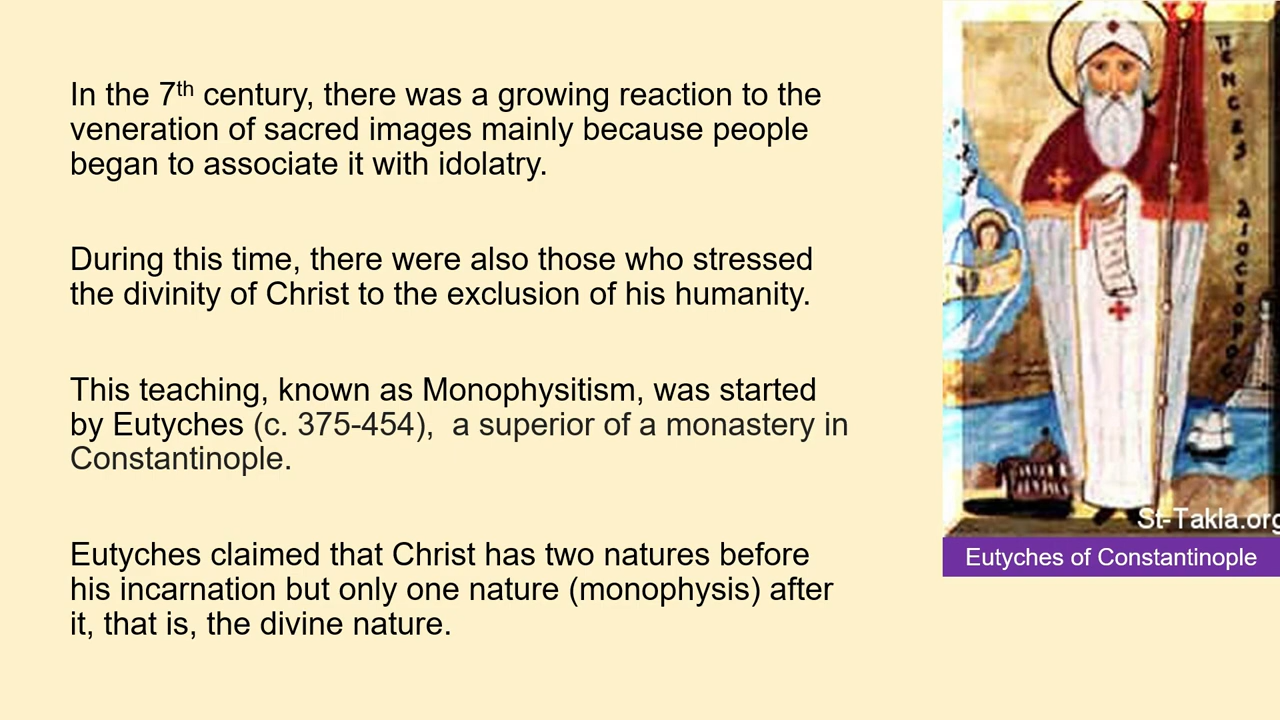 In the 7th century, there was a growing reaction to the
veneration of sacred images mainly because people
began to associate it with idolatry.
During this time, there were also those who stressed
the divinity of Christ to the exclusion of his humanity.
This teaching, known as Monophysitism, was started
by Eutyches (c. 375-454),  a superior of a monastery in
Constantinople.
Eutyches claimed that Christ has two natures before
his incarnation but only one nature (monophysis) after
it, that is, the divine nature.
St-Takla.org
Eutyches of Constantinople